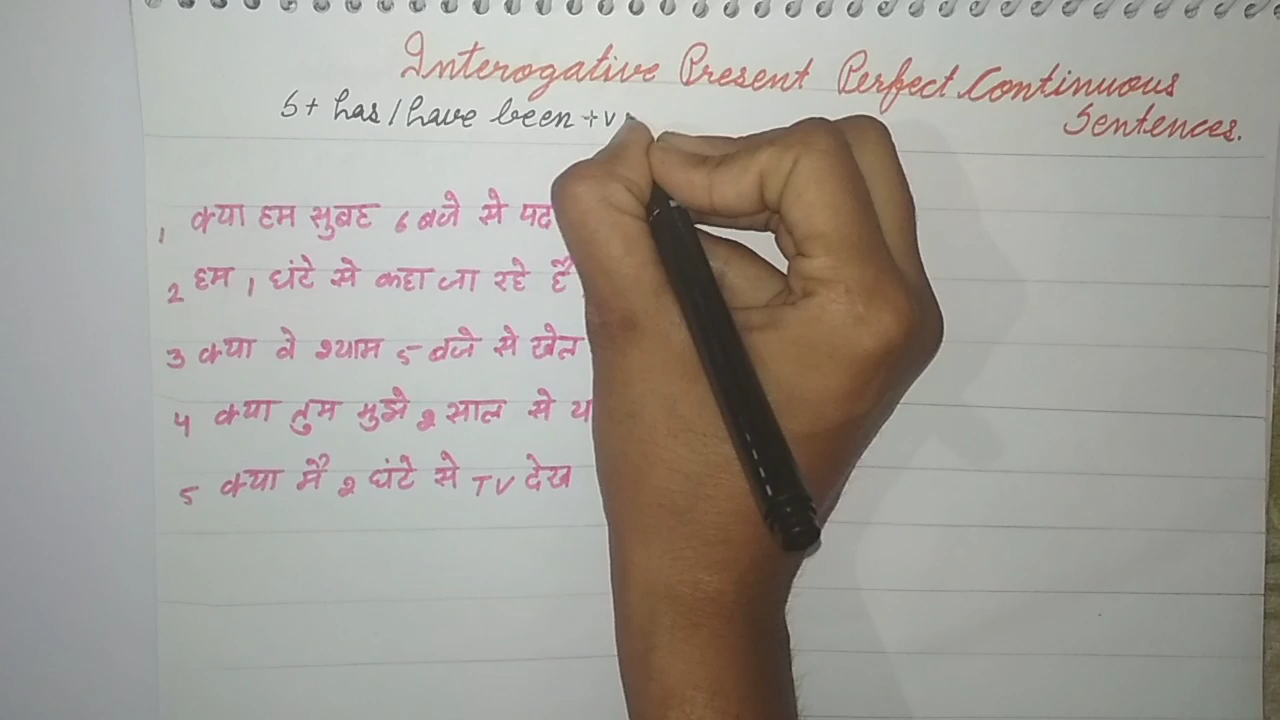 Interogative Present Perfect Continuous
Sentences.
S+ has/have been +v
1 क्या हम सुबह 6 बजे से पढ
2 हम 1 घंटे से कहा जा रहे है
3 क्या वे श्याम 5 बजे से खेल
4 क्या तुम मुझे 2 साल से
5 क्या मै 2 घंटे से TV देख